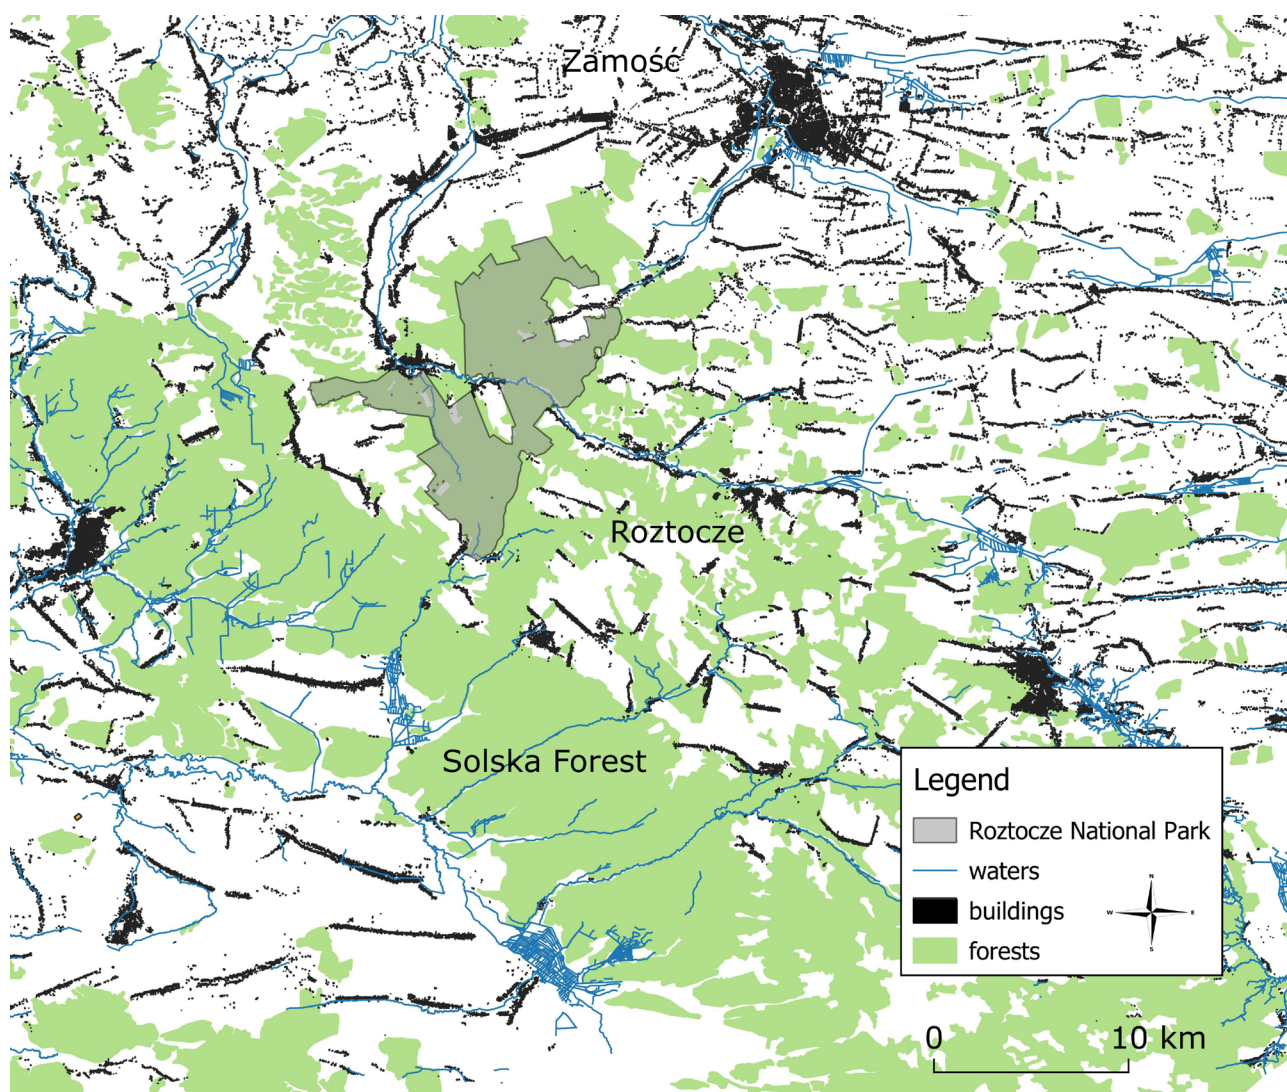 Zamość
Roztocze
Solska Forest
Legend
Roztocze National Park
waters
buildings
forests
N
W
E
S
0
10 km